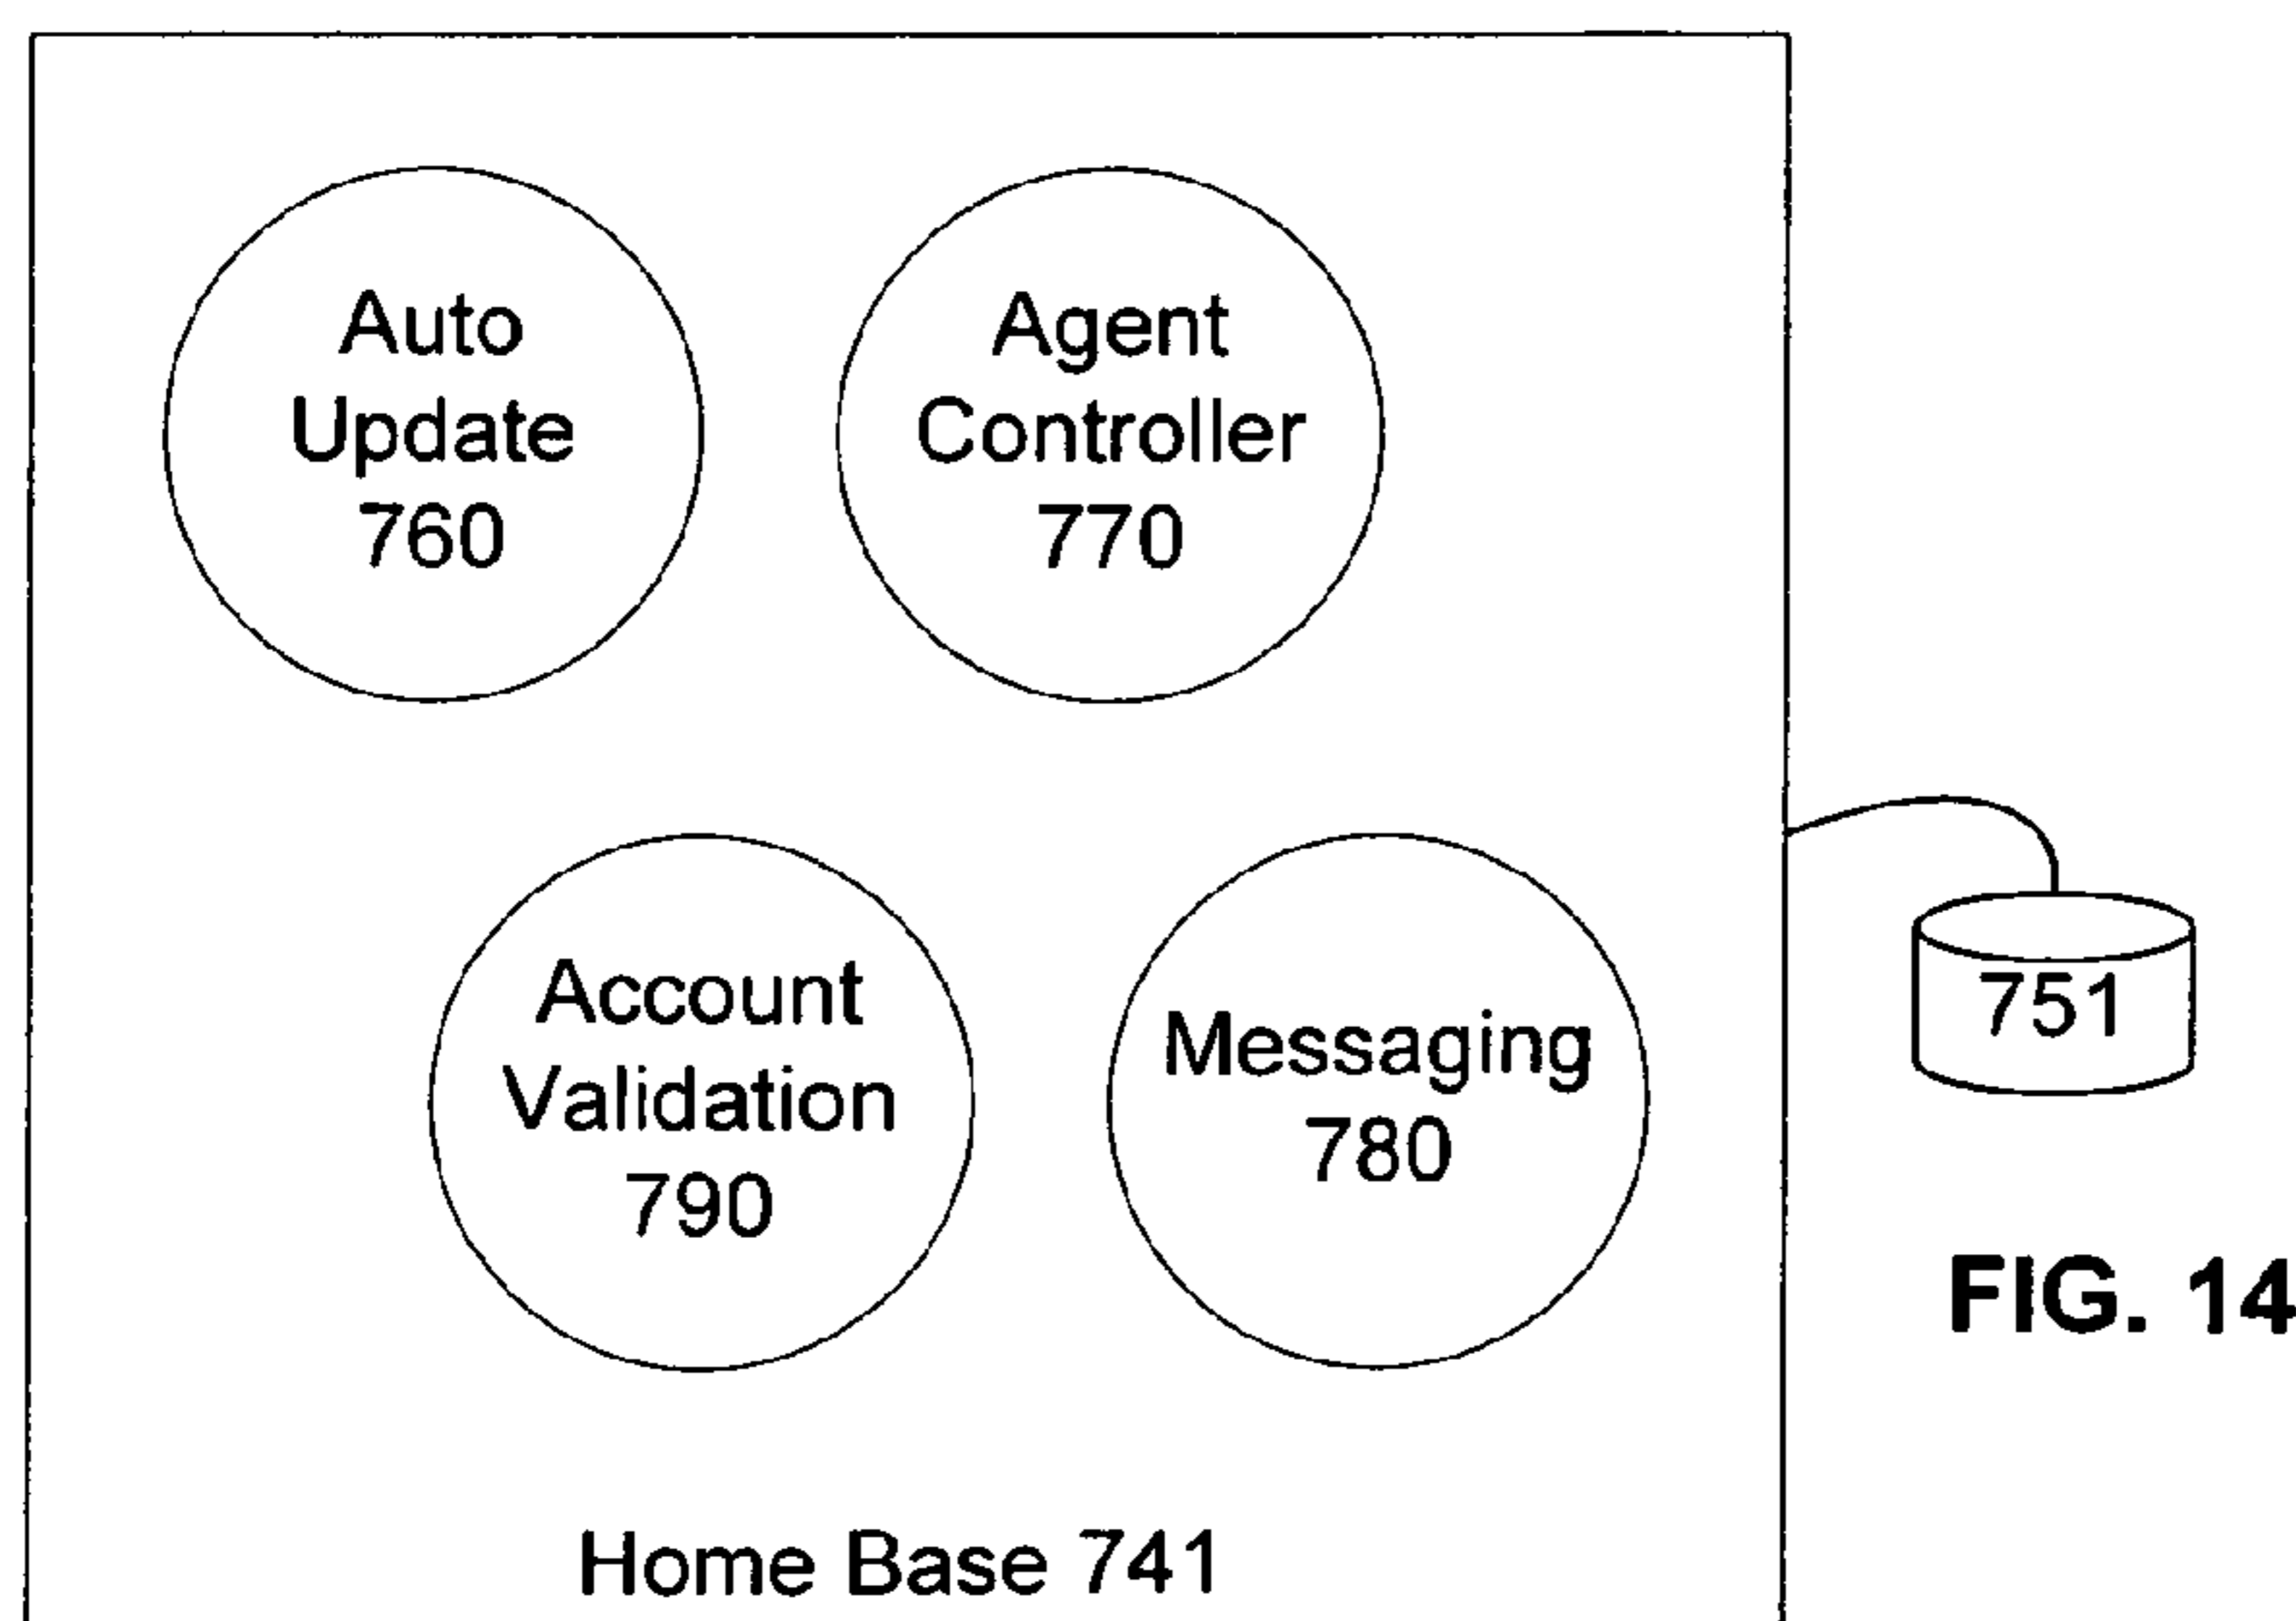 Auto
Update
760
Agent
Controller
770
Account
Validation
790
Messaging
780
751
FIG. 14
Home Base 741